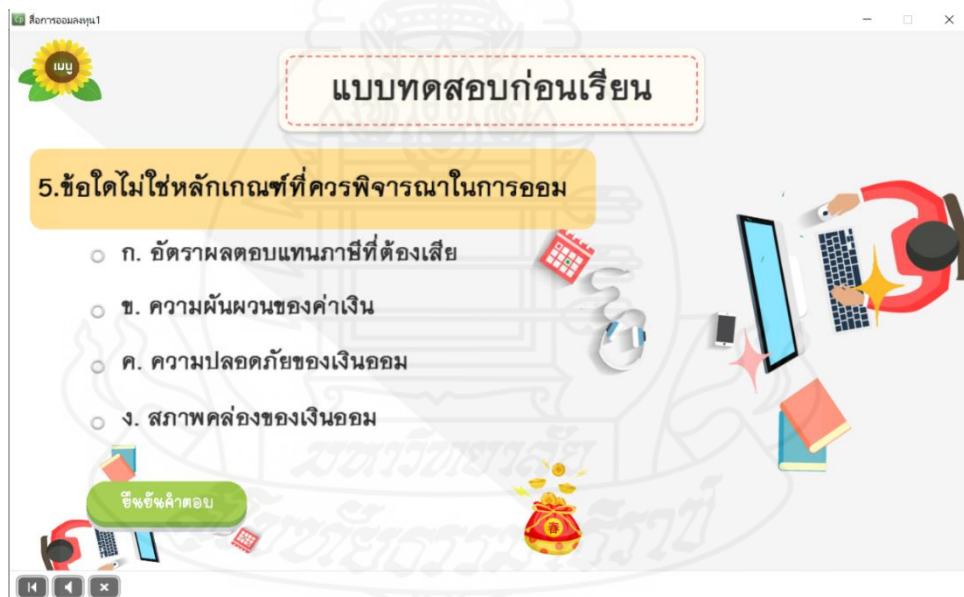 สื่อการออมลงทุน1
เมนู
แบบทดสอบก่อนเรียน
5.ข้อใดไม่ใช่หลักเกณฑ์ที่ควรพิจารณาในการออม
ก. อัตราผลตอบแทนภาษีที่ต้องเสีย
ข. ความผันผวนของค่าเงิน
ค. ความปลอดภัยของเงินออม
ง. สภาพคล่องของเงินออม
ยืนยันคำตอบ
春